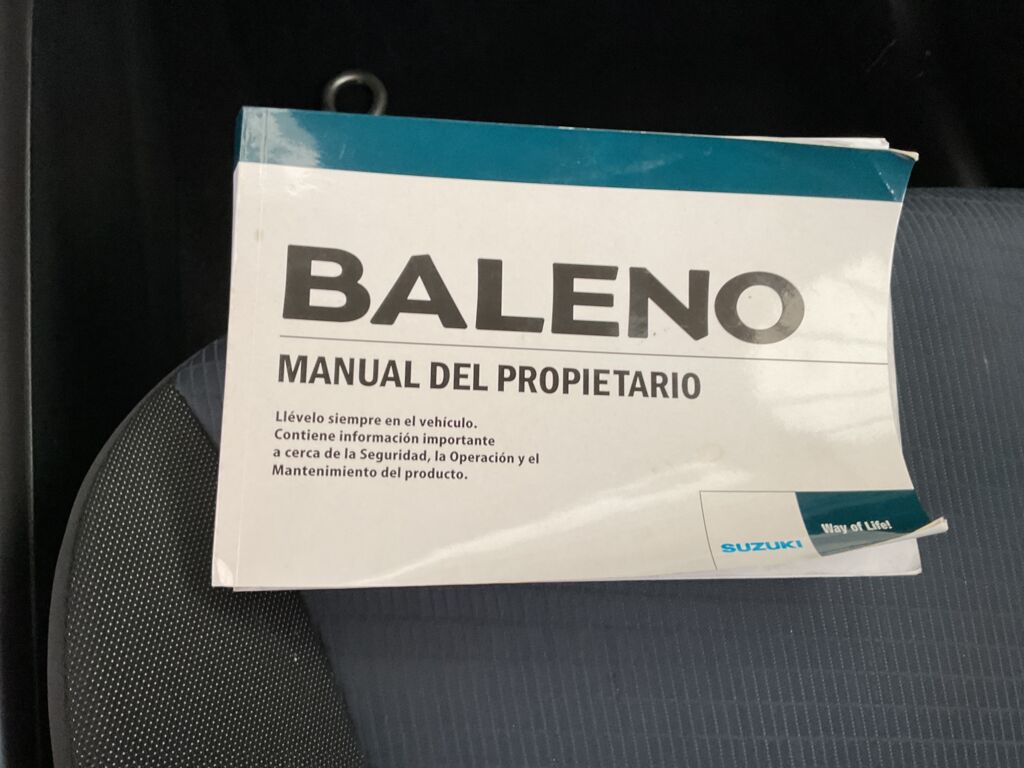 BALENO
MANUAL DEL PROPIETARIO
Llévelo siempre en el vehículo.
Contiene información importante
a cerca de la Seguridad, la Operación y el
Mantenimiento del producto.
Way of Life!
SUZUKI